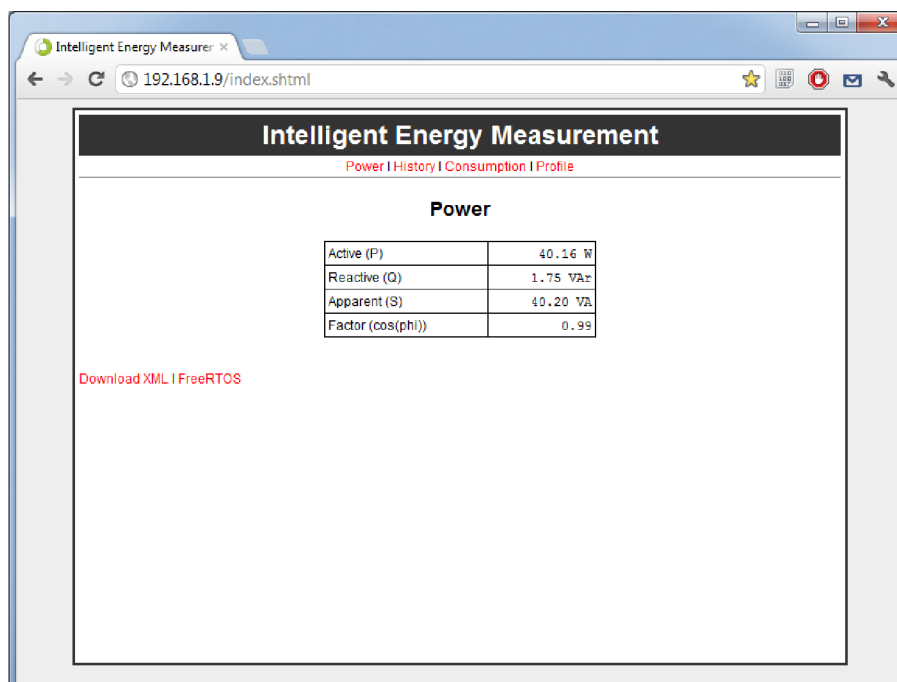 Intelligent Energy Measurer
192.168.1.9/index.shtml
Intelligent Energy Measurement
Power | History | Consumption | Profile
Power
Active (P) 40.16 W
Reactive (Q) 1.75 VAr
Apparent (S) 40.20 VA
Factor (cos(phi)) 0.99
Download XML | FreeRTOS